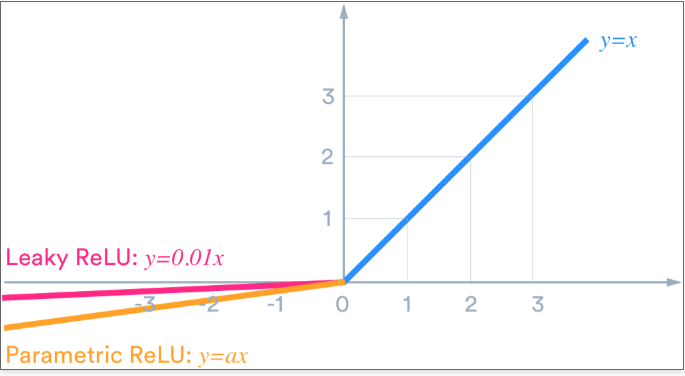 y=x
3
2
1
Leaky ReLU: y=0.01x
-3 -2 -1 0 1 2 3
Parametric ReLU: y=ax